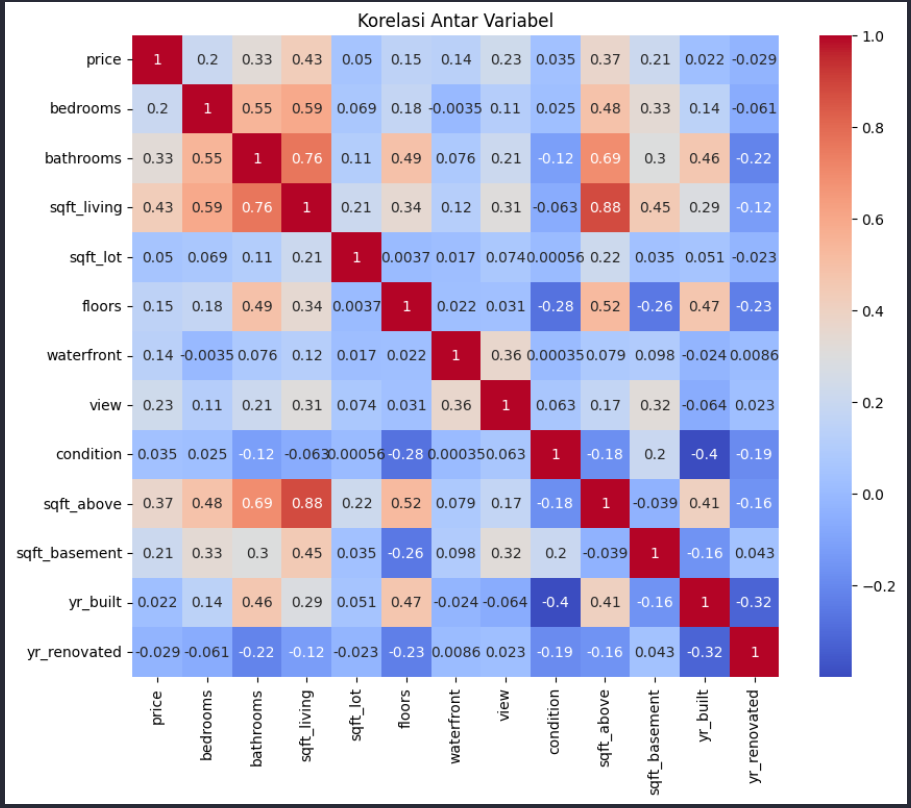 Korelasi Antar Variabel
price 1 0.2 0.33 0.43 0.05 0.15 0.14 0.23 0.035 0.37 0.21 0.022 -0.029
bedrooms 0.2 1 0.55 0.59 0.069 0.18 -0.0035 0.11 0.025 0.48 0.33 0.14 -0.061
bathrooms 0.33 0.55 1 0.76 0.11 0.49 0.076 0.21 -0.12 0.69 0.3 0.46 -0.22
sqft_living 0.43 0.59 0.76 1 0.21 0.34 0.12 0.31 -0.063 0.88 0.45 0.29 -0.12
sqft_lot 0.05 0.069 0.11 0.21 1 0.0037 0.017 0.074 0.00056 0.22 0.035 0.051 -0.023
floors 0.15 0.18 0.49 0.34 0.0037 1 0.022 0.031 -0.28 0.52 -0.26 0.47 -0.23
waterfront 0.14 -0.0035 0.076 0.12 0.017 0.022 1 0.36 0.00035 0.079 0.098 -0.024 0.0086
view 0.23 0.11 0.21 0.31 0.074 0.031 0.36 1 0.063 0.17 0.32 -0.064 0.023
condition 0.035 0.025 -0.12 -0.063 0.00056 -0.28 0.00035 0.063 1 -0.18 0.2 -0.4 -0.19
sqft_above 0.37 0.48 0.69 0.88 0.22 0.52 0.079 0.17 -0.18 1 -0.039 0.41 -0.16
sqft_basement 0.21 0.33 0.3 0.45 0.035 -0.26 0.098 0.32 0.2 -0.039 1 -0.16 0.043
yr_built 0.022 0.14 0.46 0.29 0.051 0.47 -0.024 -0.064 -0.4 0.41 -0.16 1 -0.32
yr_renovated -0.029 -0.061 -0.22 -0.12 -0.023 -0.23 0.0086 0.023 -0.19 -0.16 0.043 -0.32 1
price
bedrooms
bathrooms
sqft_living
sqft_lot
floors
waterfront
view
condition
sqft_above
sqft_basement
yr_built
yr_renovated
1.0
0.8
0.6
0.4
0.2
0.0
−0.2